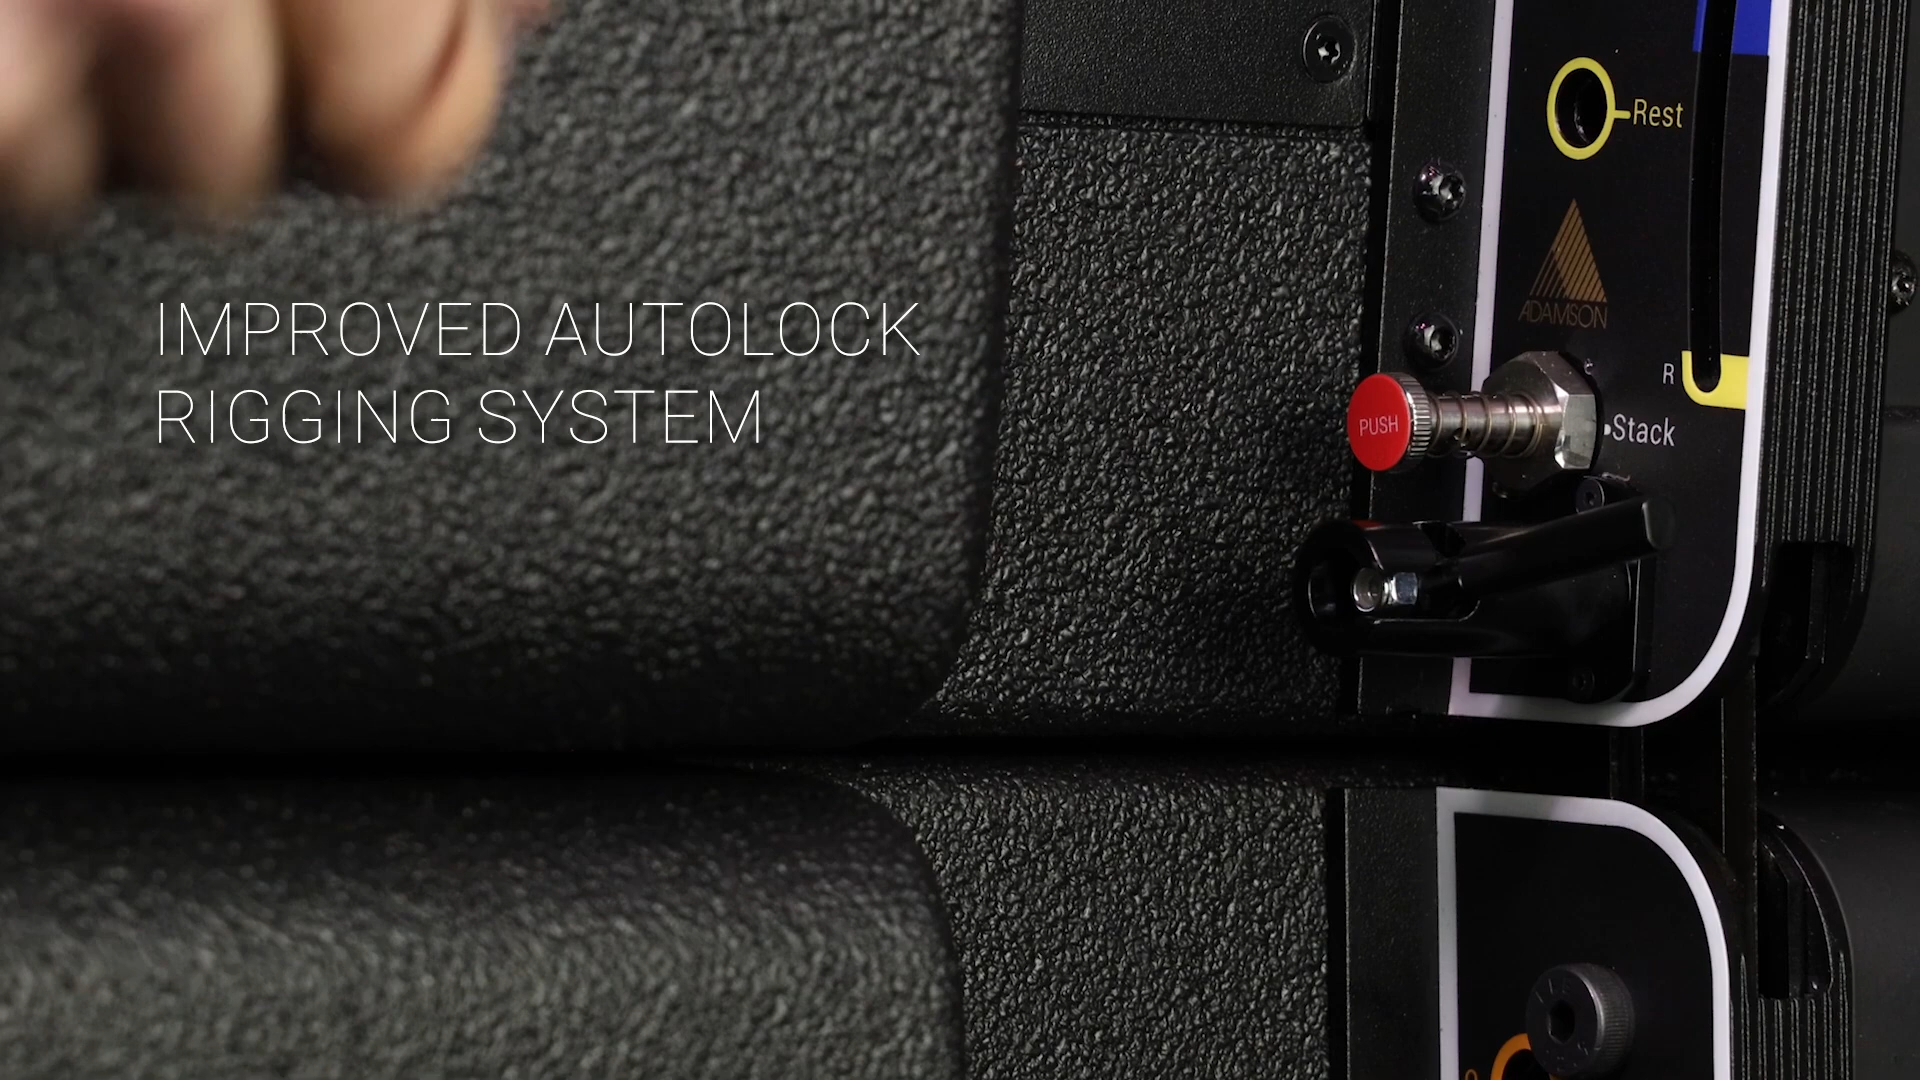 IMPROVED AUTOLOCK
RIGGING SYSTEM
Rest
ADAMSON
R
PUSH
Stack